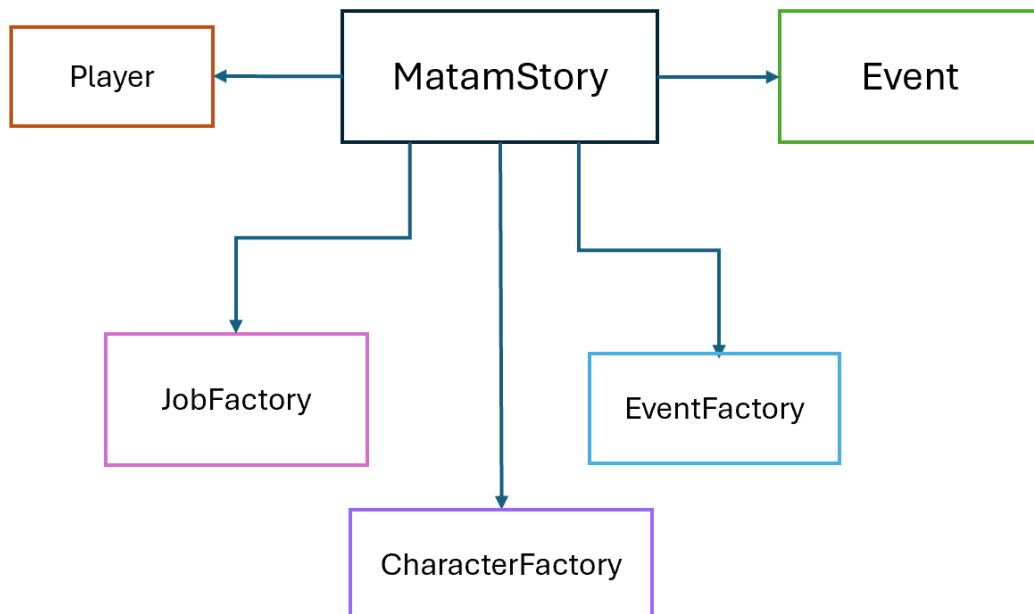 Player
MatamStory
Event
JobFactory
EventFactory
CharacterFactory